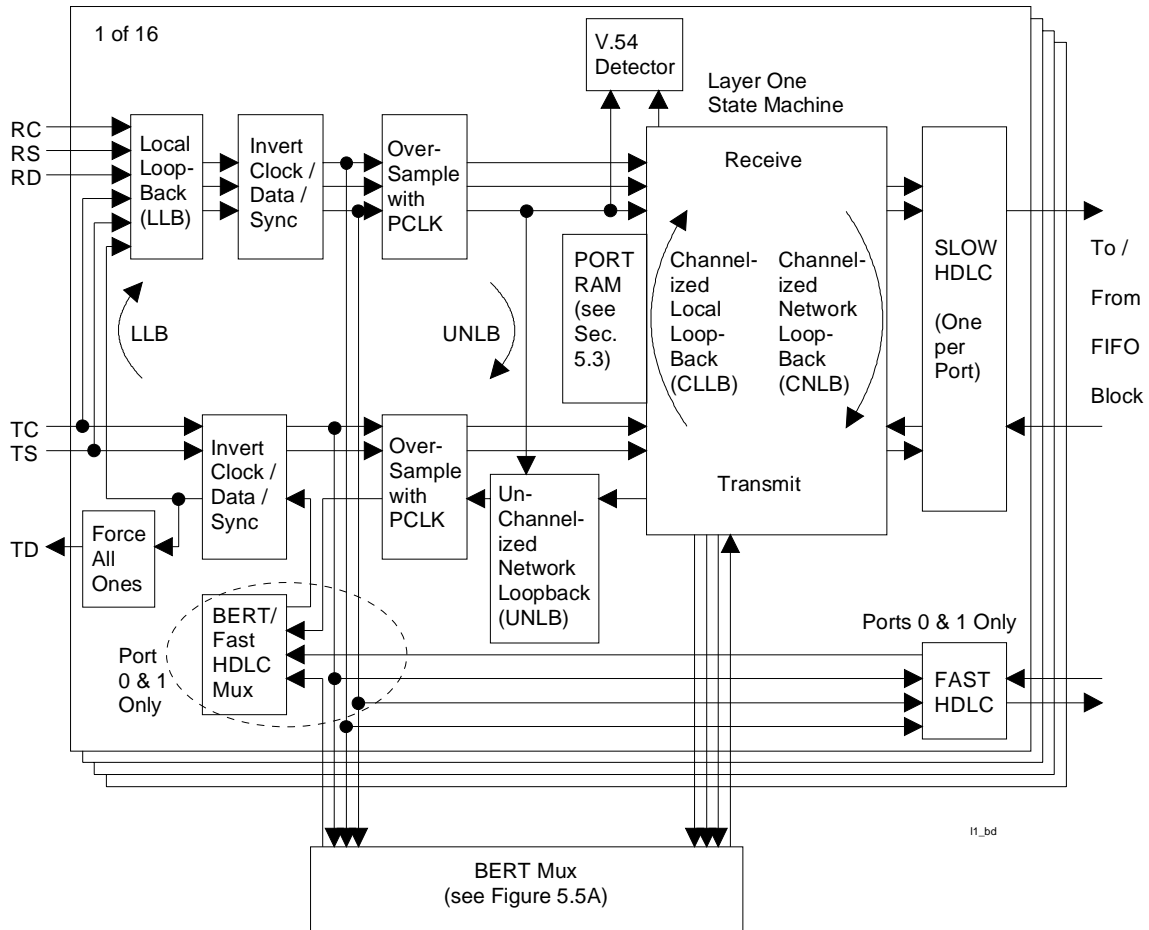 1 of 16
V.54
Detector
Layer One
State Machine
RC
RS
RD
Local
Loop-
Back
(LLB)
Invert
Clock /
Data /
Sync
Over-
Sample
with
PCLK
Receive
SLOW
HDLC
(One
per
Port)
To /
From
FIFO
Block
PORT
RAM
(see
Sec.
5.3)
Channel-
ized
Local
Loop-
Back
(CLLB)
Channel-
ized
Network
Loop-
Back
(CNLB)
LLB
UNLB
TC
TS
TD
Invert
Clock /
Data /
Sync
Over-
Sample
with
PCLK
Un-
Channel-
ized
Network
Loopback
(UNLB)
Transmit
Force
All
Ones
BERT/
Fast
HDLC
Mux
Port
0 & 1
Only
Ports 0 & 1 Only
FAST
HDLC
l1_bd
BERT Mux
(see Figure 5.5A)